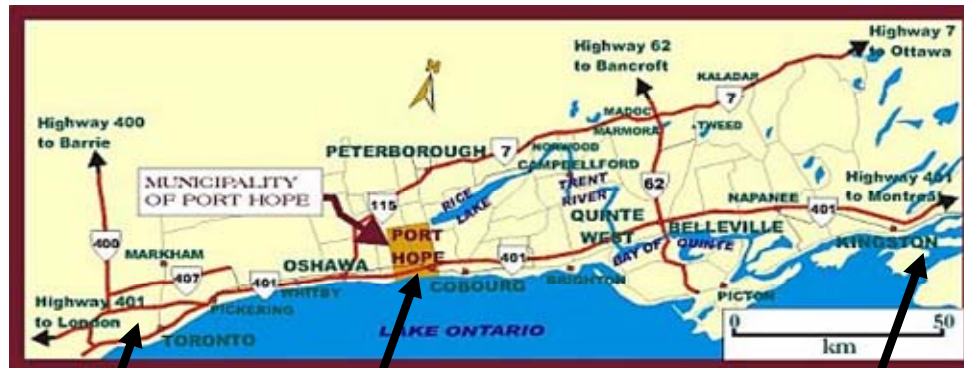 Highway 7
to Ottawa
Highway 62
to Bancroft
KALADAR
7
Highway 400
to Barrie
MADOC
TWEED
MARMORA
PETERBOROUGH
7
NORWOOD
CAMPBELLFORD
MUNICIPALITY
OF PORT HOPE
115
RICE
LAKE
TRENT
RIVER
62
Highway 401
to Montreal
NAPANEE
401
PORT
HOPE
QUINTE
WEST
BELLEVILLE
BAY OF QUINTE
KINGSTON
400
MARKHAM
407
OSHAWA
401
COBOURG
BRIGHTON
401
WHITBY
PICKERING
PICTON
Highway 401
to London
TORONTO
LAKE ONTARIO
0
50
km